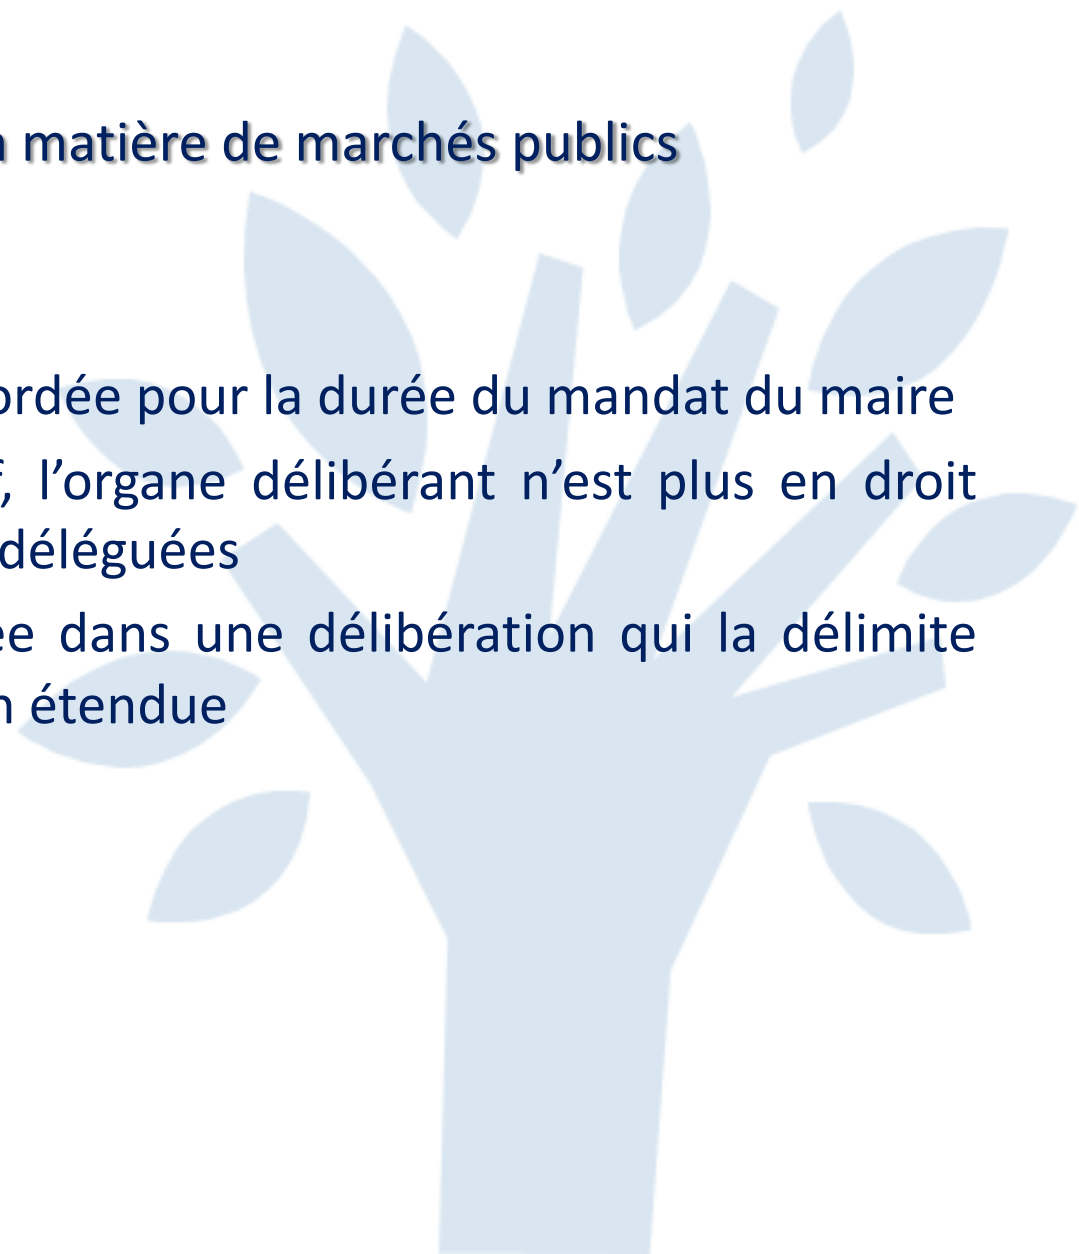 matière de marchés publics
pour la durée du mandat du maire
l’organe délibérant n’est plus en droit
déléguées
dans une délibération qui la délimite
étendue